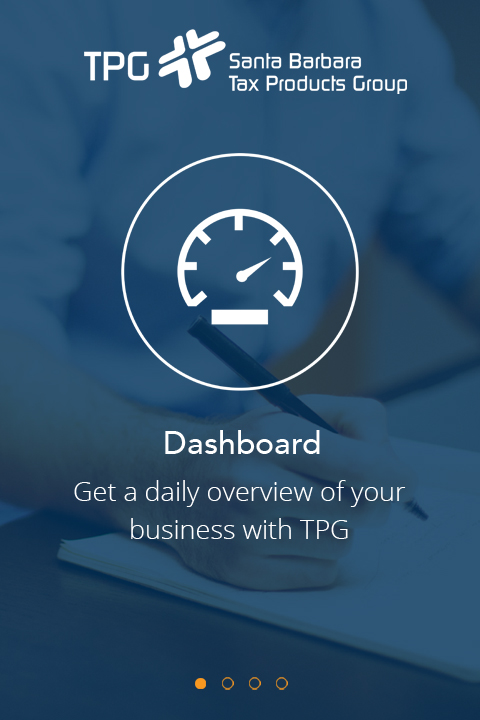 TPG Santa Barbara
Tax Products Group
Dashboard
Get a daily overview of your
business with TPG